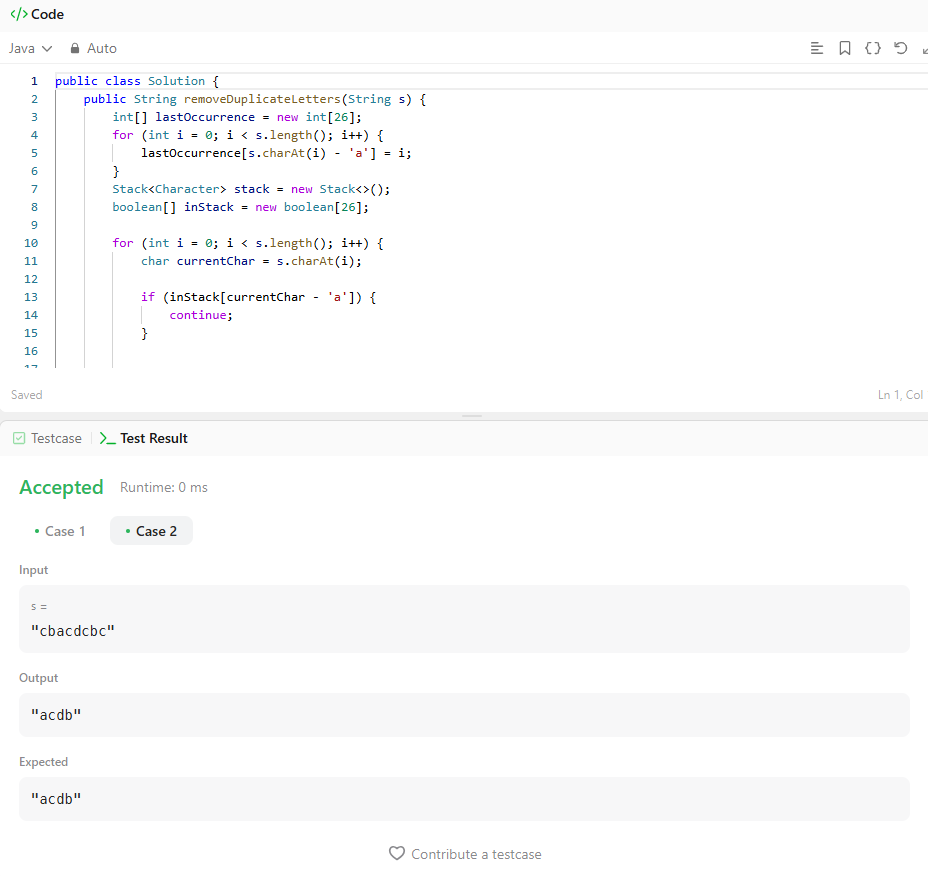 </> Code
Java Auto
1 public class Solution {
2 public String removeDuplicateLetters(String s) {
3 int[] lastOccurrence = new int[26];
4 for (int i = 0; i < s.length(); i++) {
5 lastOccurrence[s.charAt(i) - 'a'] = i;
6 }
7 Stack<Character> stack = new Stack<>();
8 boolean[] inStack = new boolean[26];
9
10 for (int i = 0; i < s.length(); i++) {
11 char currentChar = s.charAt(i);
12
13 if (inStack[currentChar - 'a']) {
14 continue;
15 }
16
17
Saved Ln 1, Col
Testcase Test Result
Accepted Runtime: 0 ms
Case 1 Case 2
Input
s =
"cbacdcbc"
Output
"acdb"
Expected
"acdb"
Contribute a testcase